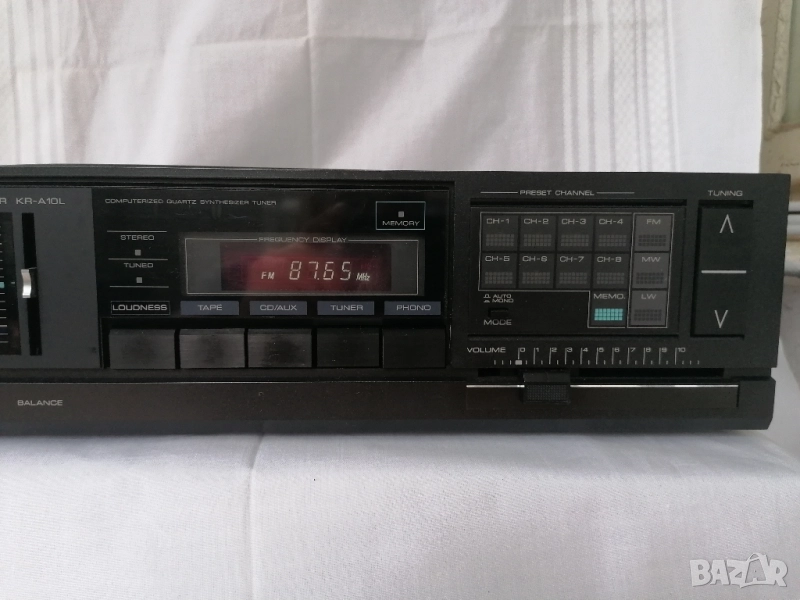 R KR-A10L
COMPUTERIZED QUARTZ SYNTHESIZER TUNER
MEMORY
STEREO
TUNED
FREQUENCY DISPLAY
FM 87.65 MHz
LOUDNESS TAPE CD/AUX TUNER PHONO
BALANCE
PRESET CHANNEL
TUNING
CH-1 CH-2 CH-3 CH-4 FM
CH-5 CH-6 CH-7 CH-8 MW
AUTO
MONO
MODE
MEMO. LW
VOLUME 0 1 2 3 4 5 6 7 8 9 10
BAZAR